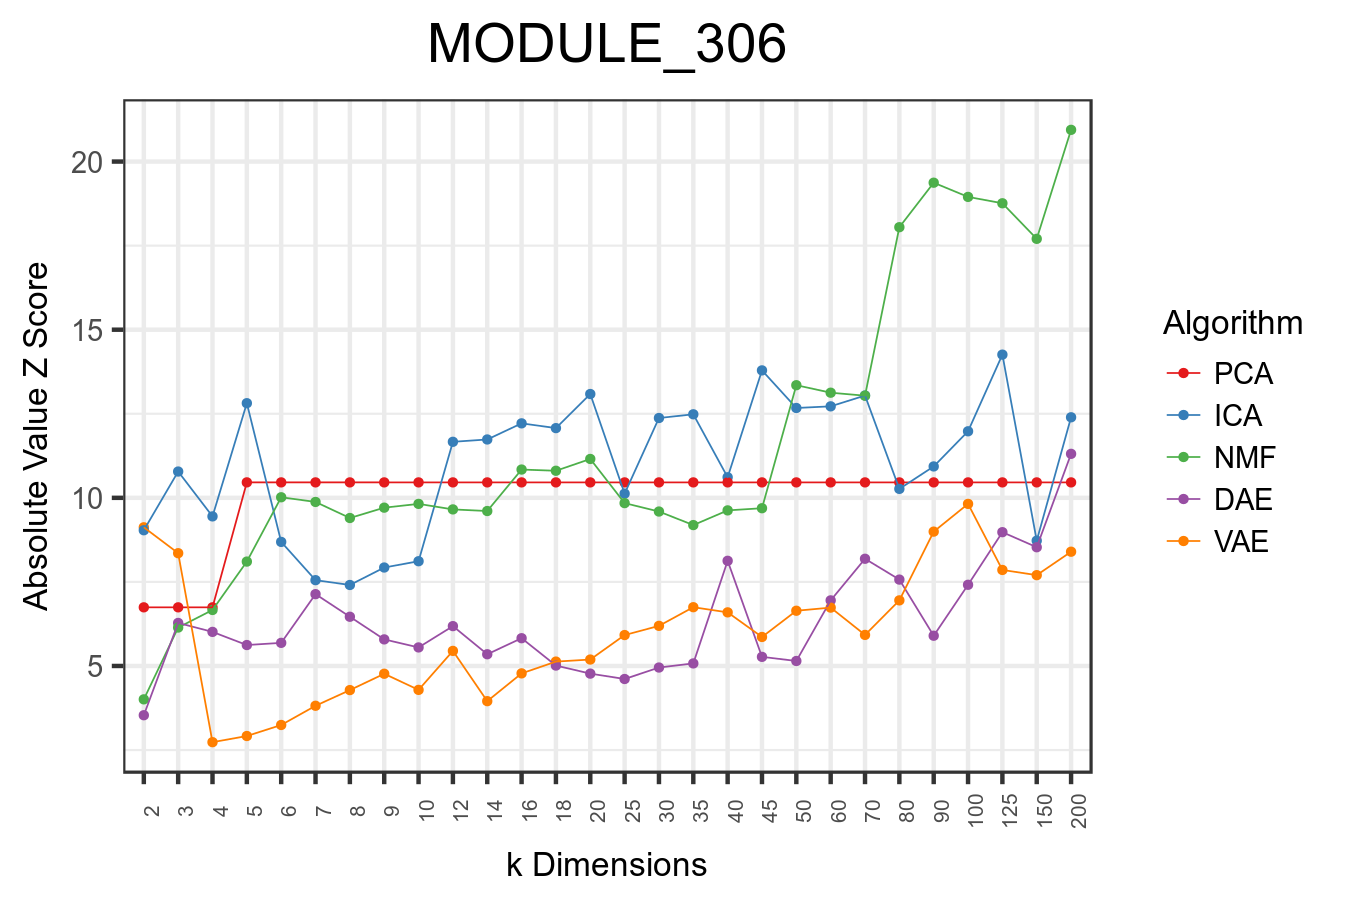 MODULE_306
Absolute Value Z Score
20
15
10
5
2 3 4 5 6 7 8 9 10 12 14 16 18 20 25 30 35 40 45 50 60 70 80 90 100 125 150 200
k Dimensions
Algorithm
PCA
ICA
NMF
DAE
VAE